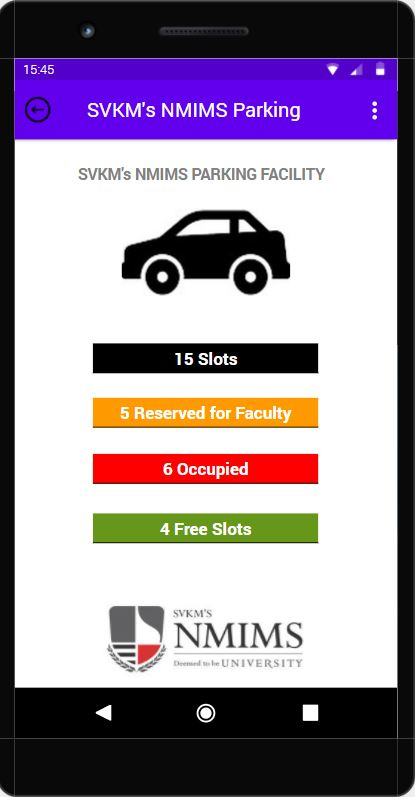 15:45
SVKM's NMIMS Parking
SVKM's NMIMS PARKING FACILITY
15 Slots
5 Reserved for Faculty
6 Occupied
4 Free Slots
SVKM'S
NMIMS
Deemed to be UNIVERSITY